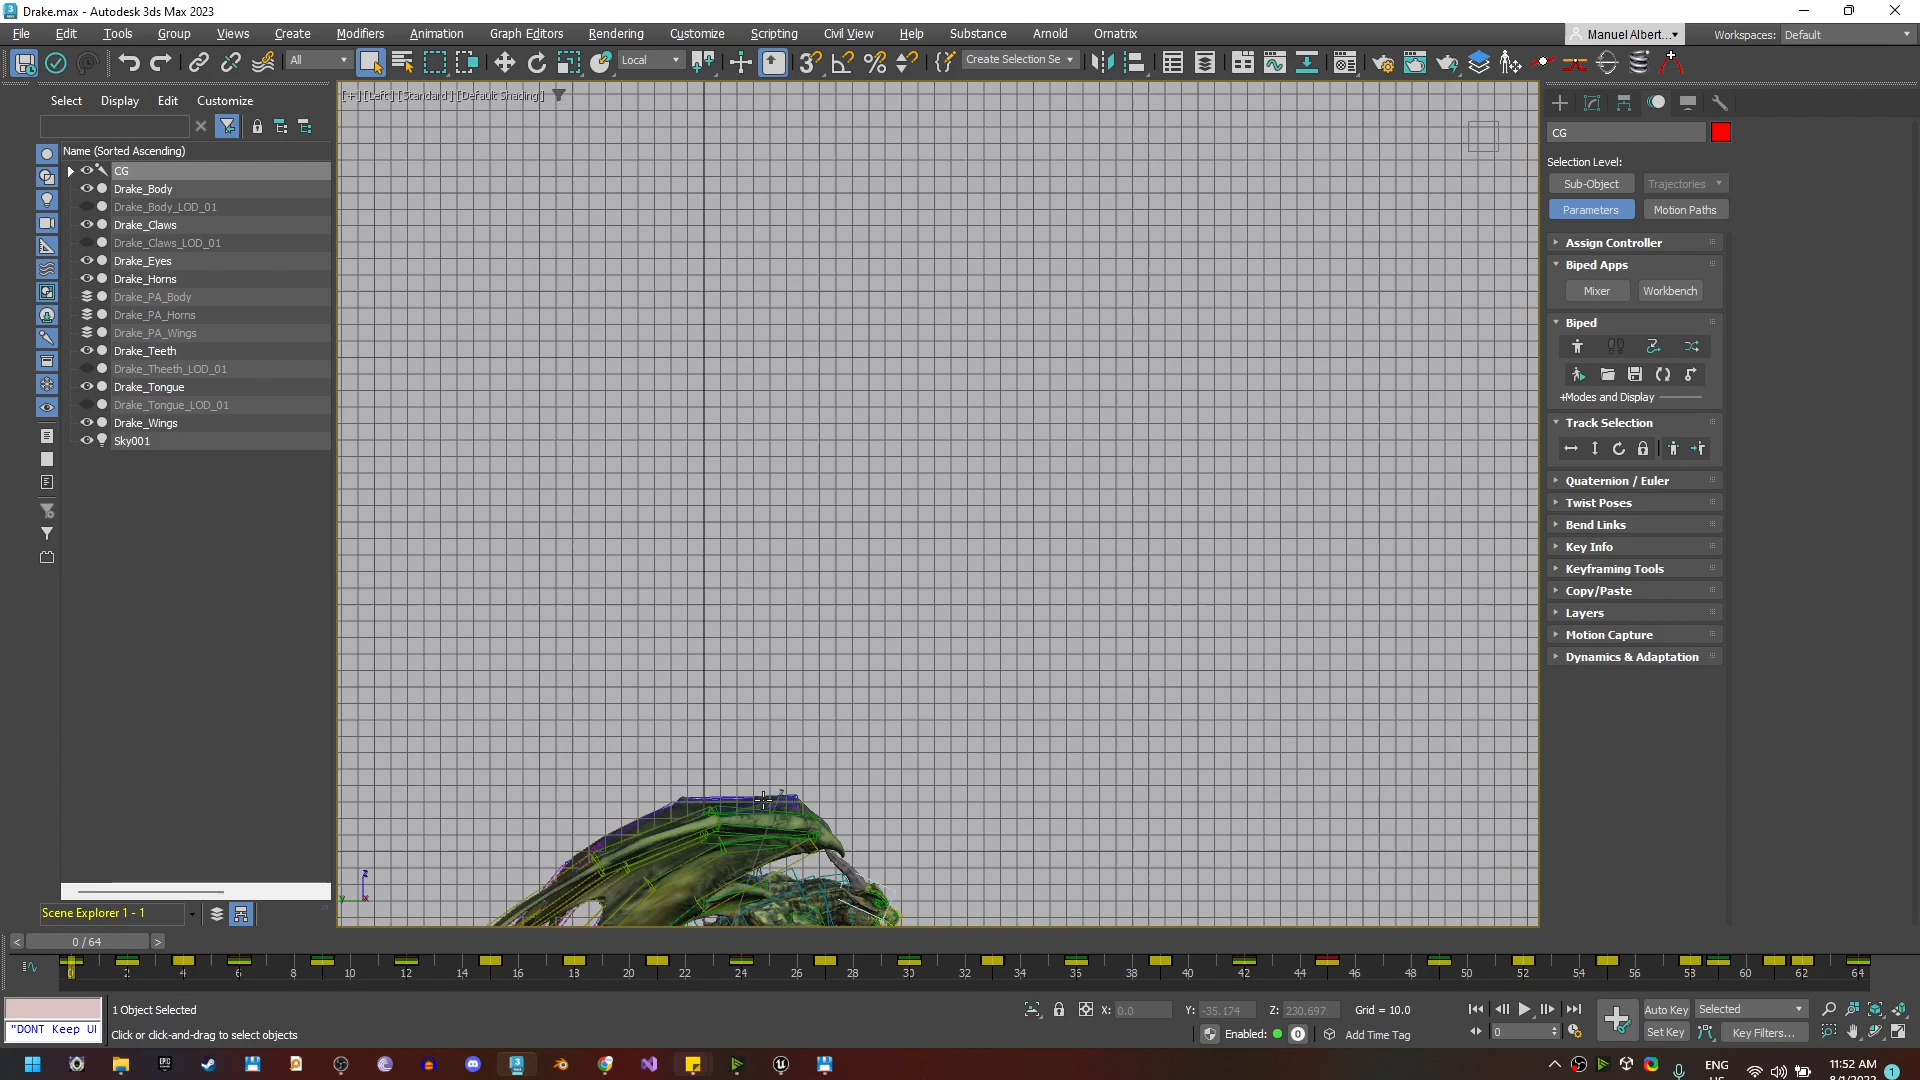 Drake.max - Autodesk 3ds Max 2023
File Edit Tools Group Views Create Modifiers Animation Graph Editors Rendering Customize Civil View Scripting Substance Arnold Help Ornatrix
Manuel Albert... Workspaces: Default
All Local Create Selection Se
Select Display Edit Customize
Name (Sorted Ascending)
CG
Drake_Body
Drake_Body_LOD_01
Drake_Claws
Drake_Claws_LOD_01
Drake_Eyes
Drake_Horns
Drake_PA_Body
Drake_PA_Horns
Drake_PA_Wings
Drake_Teeth
Drake_Theeth_LOD_01
Drake_Tongue
Drake_Tongue_LOD_01
Drake_Wings
Sky001
Scene Explorer 1 - 1
[+] [Left] [Standard] [Default Shading]
z
y
x
CG
Selection Level:
Sub-Object Trajectories
Parameters Motion Paths
Assign Controller
Biped Apps
Mixer Workbench
Biped
+Modes and Display
Track Selection
Quaternion / Euler
Twist Poses
Bend Links
Key Info
Keyframing Tools
Copy/Paste
Layers
Motion Capture
Dynamics & Adaptation
< 0 / 64 >
0 2 4 6 8 10 12 14 16 18 20 22 24 26 28 30 32 34 36 38 40 42 44 46 48 50 52 54 56 58 60 62 64
1 Object Selected
X: 0.0 Y: -35.174 Z: 230.697 Grid = 10.0
Auto Key Selected
"DONT Keep UI
Click or click-and-drag to select objects
Enabled: 0 Add Time Tag
0
Set Key Key Filters...
ENG
11:52 AM
1